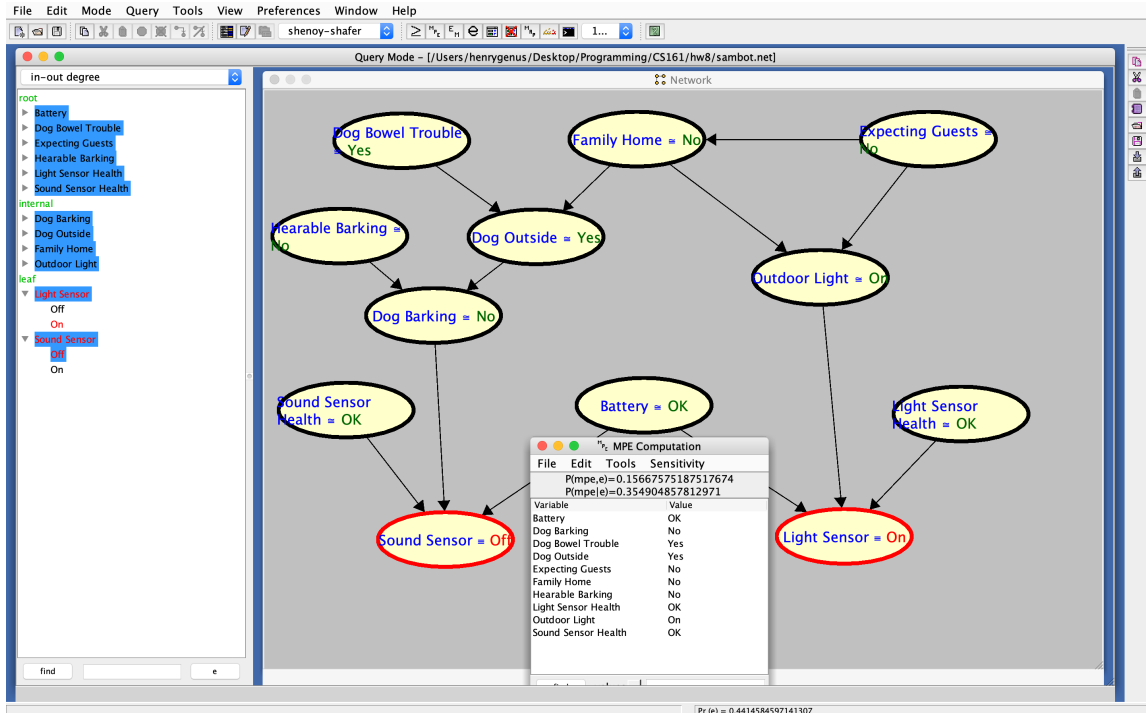 File Edit Mode Query Tools View Preferences Window Help
shenoy-shafer
1...
Query Mode – [/Users/henrygenus/Desktop/Programming/CS161/hw8/sambot.net]
in-out degree
root
Battery
Dog Bowel Trouble
Expecting Guests
Hearable Barking
Light Sensor Health
Sound Sensor Health
internal
Dog Barking
Dog Outside
Family Home
Outdoor Light
leaf
Light Sensor
Off
On
Sound Sensor
Off
On
find
e
Network
Dog Bowel Trouble
≅ Yes
Family Home ≅ No
Expecting Guests ≅
No
Hearable Barking ≅
No
Dog Outside ≅ Yes
Outdoor Light ≅ On
Dog Barking ≅ No
Sound Sensor
Health ≅ OK
Battery ≅ OK
Light Sensor
Health ≅ OK
Sound Sensor = Off
Light Sensor = On
MPE Computation
File Edit Tools Sensitivity
P(mpe,e)=0.15667575187517674
P(mpe|e)=0.354904857812971
Variable Value
Battery OK
Dog Barking No
Dog Bowel Trouble Yes
Dog Outside Yes
Expecting Guests No
Family Home No
Hearable Barking No
Light Sensor Health OK
Outdoor Light On
Sound Sensor Health OK
Pr (e) = 0.4414584597141307